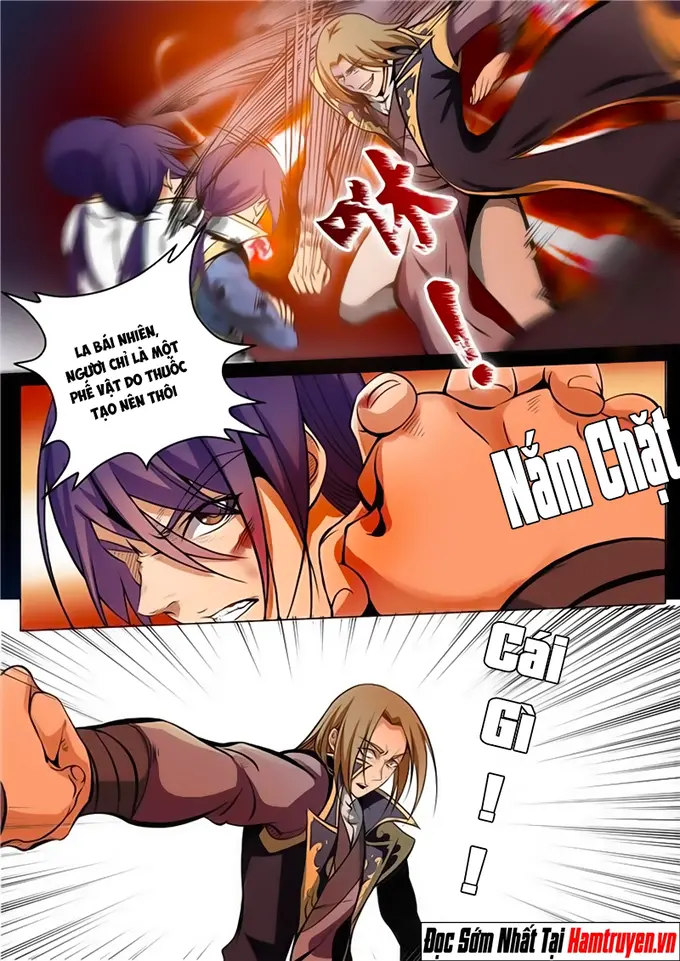 LA BÁI NHIÊN,
NGƯƠI CHỈ LÀ MỘT
PHẾ VẬT DO THUỐC
TẠO NÊN THÔI
Nắm Chặt
Cái
Gì
!
!
Đọc Sớm Nhất Tại Hamtruyen.vn